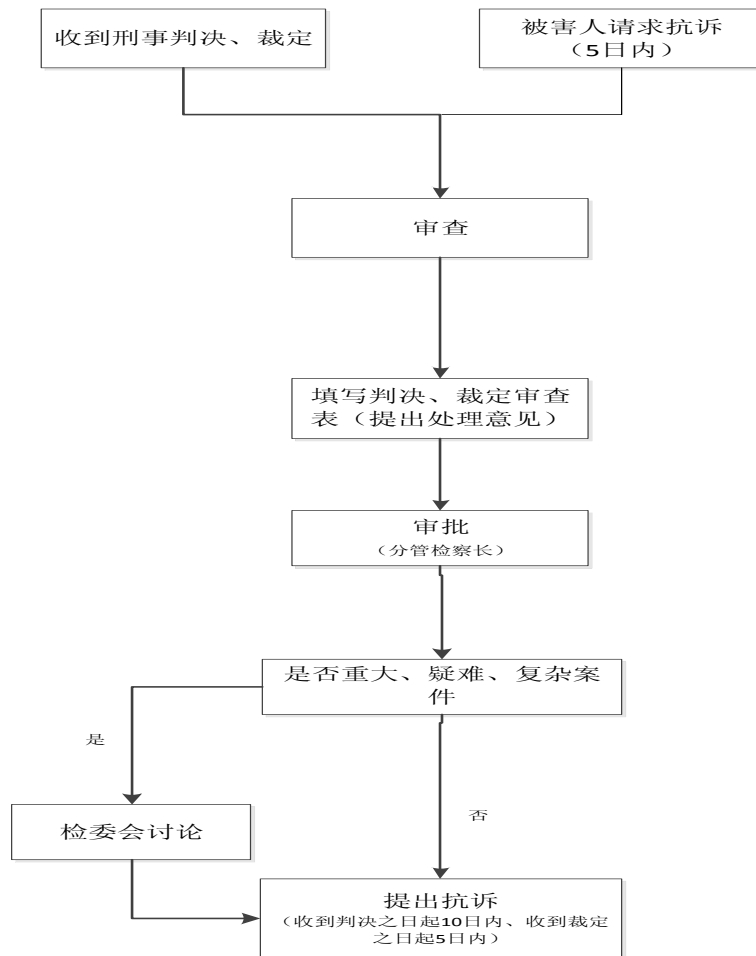 收到刑事判决、裁定
被害人请求抗诉
（5日内）
审查
填写判决、裁定审查
表（提出处理意见）
审批
（分管检察长）
是否重大、疑难、复杂案
件
是
否
检委会讨论
提出抗诉
（收到判决之日起10日内、收到裁定
之日起5日内）